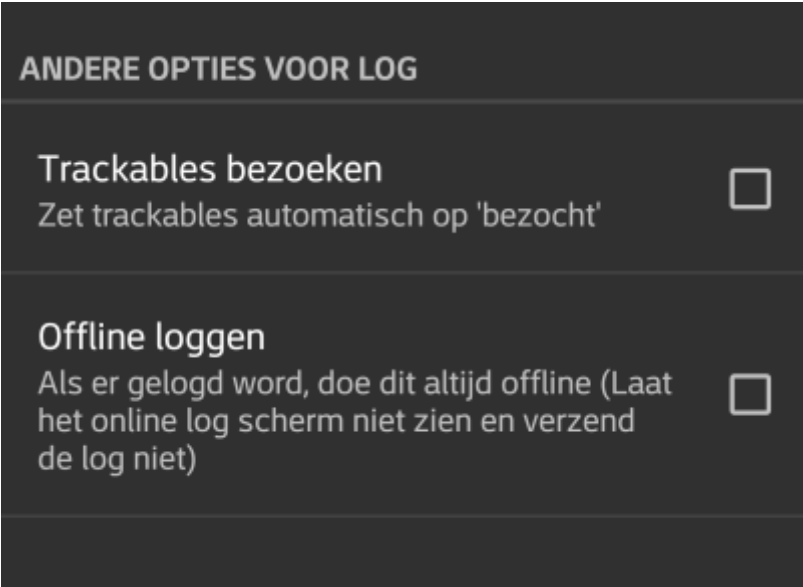 ANDERE OPTIES VOOR LOG
Trackables bezoeken
Zet trackables automatisch op 'bezocht'
Offline loggen
Als er gelogd word, doe dit altijd offline (Laat
het online log scherm niet zien en verzend
de log niet)